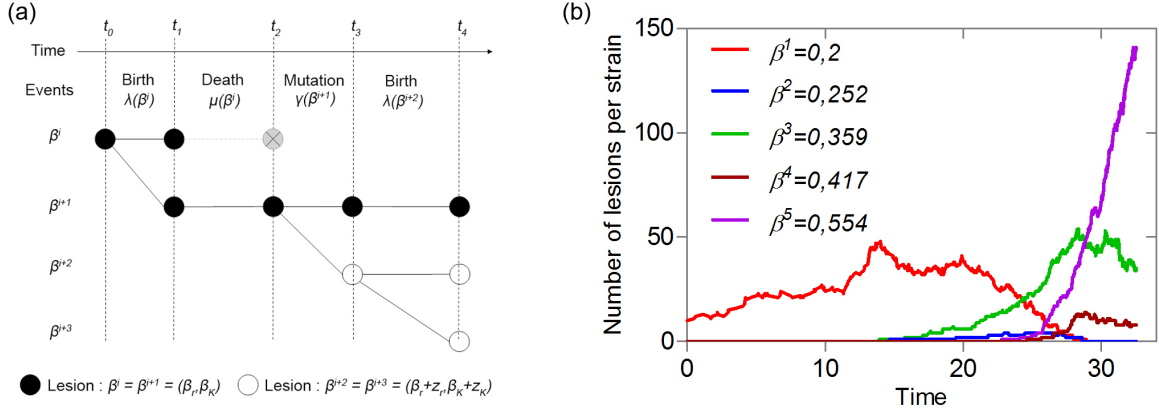 (a)
t0 t1 t2 t3 t4
Time
Events
Birth λ(βⁱ)
Death μ(βⁱ)
Mutation γ(βⁱ⁺¹)
Birth λ(βⁱ⁺²)
βⁱ
βⁱ⁺¹
βⁱ⁺²
βⁱ⁺³
Lesion : βⁱ = βⁱ⁺¹ = (βr,βK)
Lesion : βⁱ⁺² = βⁱ⁺³ = (βr+zr,βK+zK)
(b)
Number of lesions per strain
150
100
50
0
β¹=0,2
β²=0,252
β³=0,359
β⁴=0,417
β⁵=0,554
0 10 20 30
Time